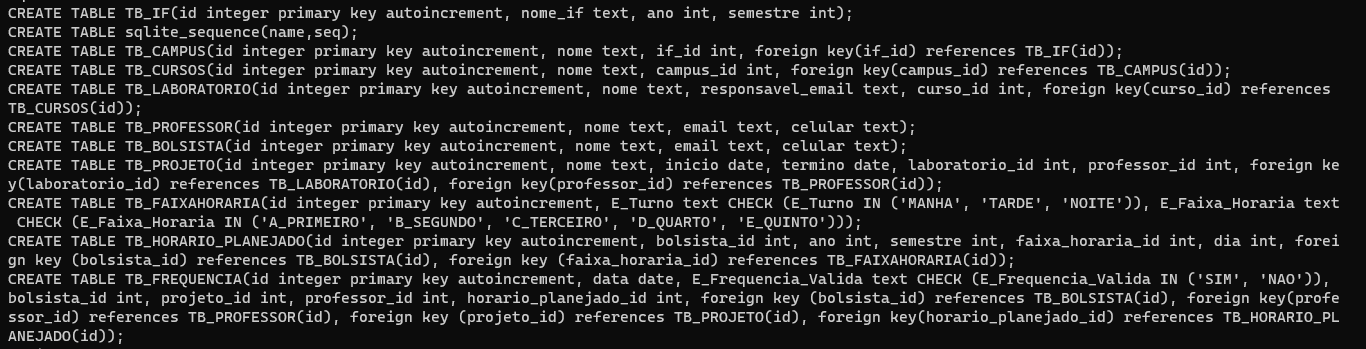 CREATE TABLE TB_IF(id integer primary key autoincrement, nome_if text, ano int, semestre int);
CREATE TABLE sqlite_sequence(name,seq);
CREATE TABLE TB_CAMPUS(id integer primary key autoincrement, nome text, if_id int, foreign key(if_id) references TB_IF(id));
CREATE TABLE TB_CURSOS(id integer primary key autoincrement, nome text, campus_id int, foreign key(campus_id) references TB_CAMPUS(id));
CREATE TABLE TB_LABORATORIO(id integer primary key autoincrement, nome text, responsavel_email text, curso_id int, foreign key(curso_id) references
TB_CURSOS(id));
CREATE TABLE TB_PROFESSOR(id integer primary key autoincrement, nome text, email text, celular text);
CREATE TABLE TB_BOLSISTA(id integer primary key autoincrement, nome text, email text, celular text);
CREATE TABLE TB_PROJETO(id integer primary key autoincrement, nome text, inicio date, termino date, laboratorio_id int, professor_id int, foreign ke
y(laboratorio_id) references TB_LABORATORIO(id), foreign key(professor_id) references TB_PROFESSOR(id));
CREATE TABLE TB_FAIXAHORARIA(id integer primary key autoincrement, E_Turno text CHECK (E_Turno IN ('MANHA', 'TARDE', 'NOITE')), E_Faixa_Horaria text
 CHECK (E_Faixa_Horaria IN ('A_PRIMEIRO', 'B_SEGUNDO', 'C_TERCEIRO', 'D_QUARTO', 'E_QUINTO')));
CREATE TABLE TB_HORARIO_PLANEJADO(id integer primary key autoincrement, bolsista_id int, ano int, semestre int, faixa_horaria_id int, dia int, forei
gn key (bolsista_id) references TB_BOLSISTA(id), foreign key (faixa_horaria_id) references TB_FAIXAHORARIA(id));
CREATE TABLE TB_FREQUENCIA(id integer primary key autoincrement, data date, E_Frequencia_Valida text CHECK (E_Frequencia_Valida IN ('SIM', 'NAO')),
bolsista_id int, projeto_id int, professor_id int, horario_planejado_id int, foreign key (bolsista_id) references TB_BOLSISTA(id), foreign key(profe
ssor_id) references TB_PROFESSOR(id), foreign key (projeto_id) references TB_PROJETO(id), foreign key(horario_planejado_id) references TB_HORARIO_PL
ANEJADO(id));